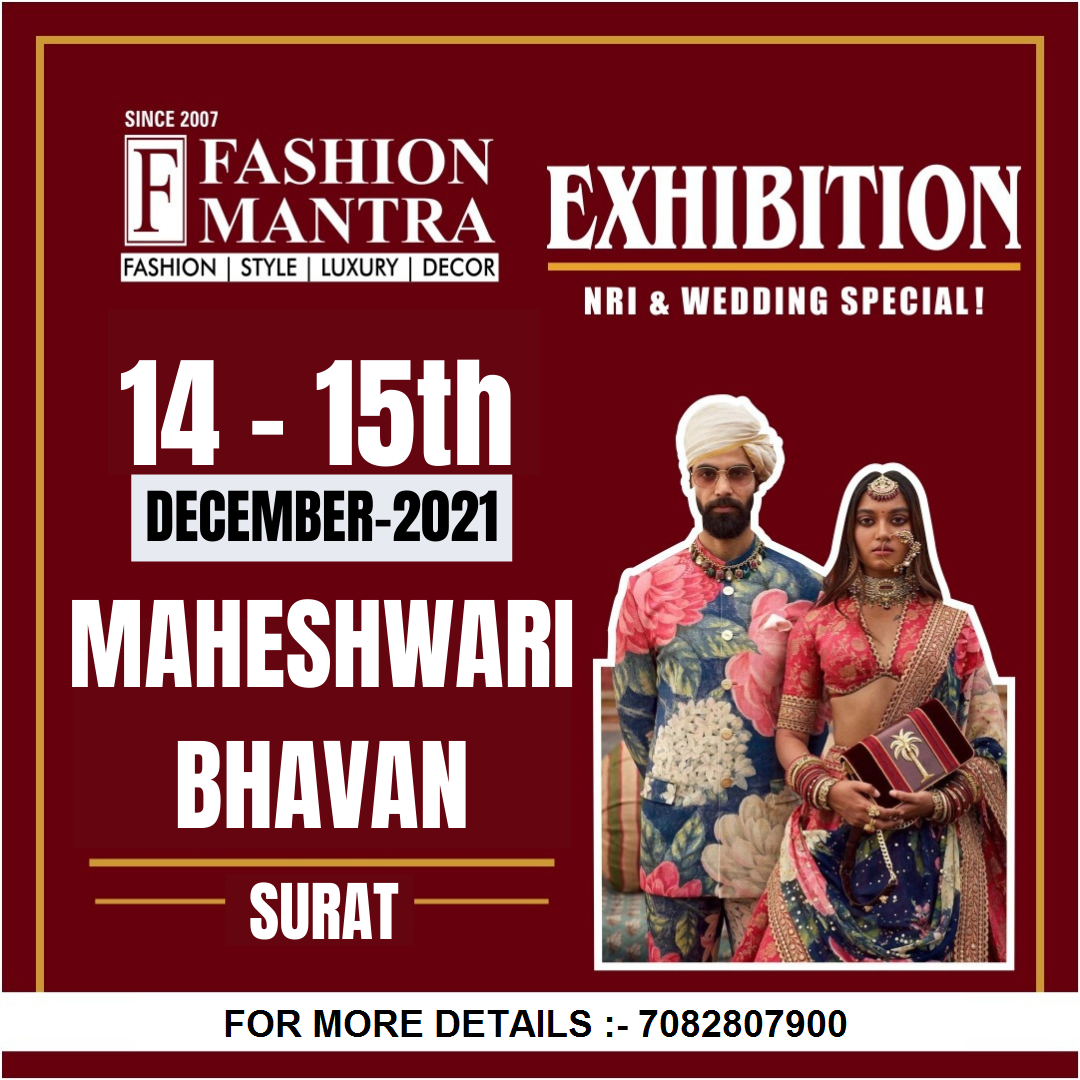 SINCE 2007
F FASHION
MANTRA
FASHION | STYLE | LUXURY | DECOR
EXHIBITION
NRI & WEDDING SPECIAL!
14 - 15th
DECEMBER-2021
MAHESHWARI
BHAVAN
SURAT
FOR MORE DETAILS :- 7082807900